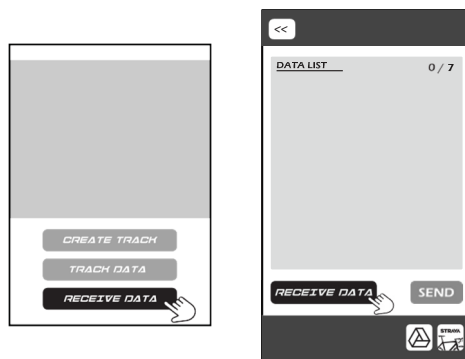 CREATE TRACK
TRACK DATA
RECEIVE DATA
<<
DATA LIST 0 / 7
RECEIVE DATA SEND
STRAVA